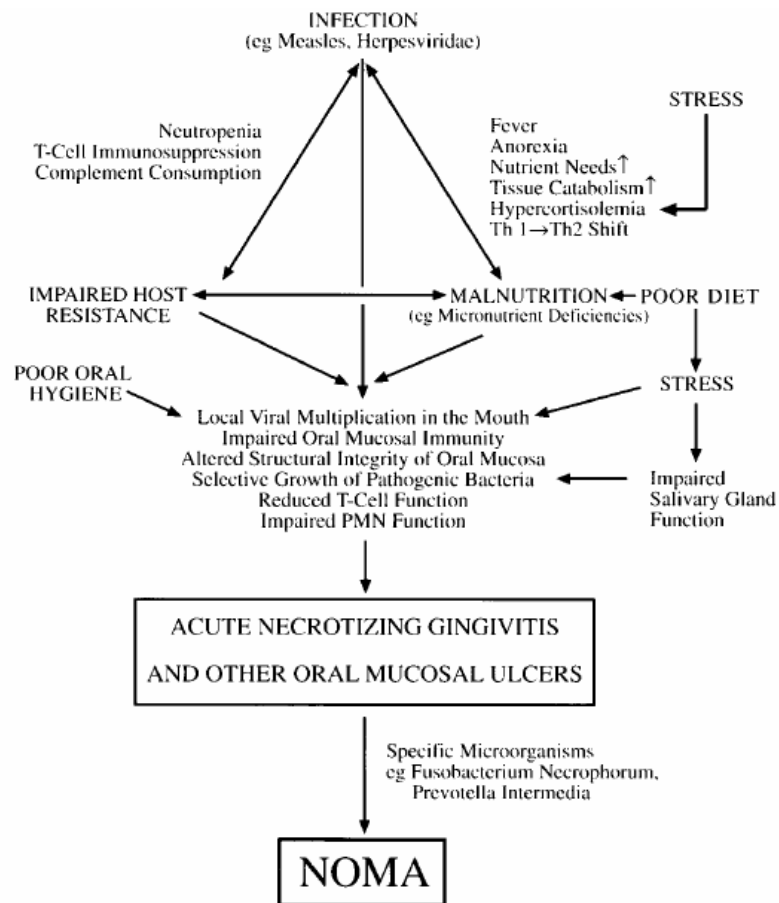 INFECTION
(eg Measles, Herpesviridae)
STRESS
Neutropenia
T-Cell Immunosuppression
Complement Consumption
Fever
Anorexia
Nutrient Needs↑
Tissue Catabolism↑
Hypercortisolemia
Th 1→Th2 Shift
IMPAIRED HOST
RESISTANCE
MALNUTRITION
(eg Micronutrient Deficiencies)
POOR DIET
POOR ORAL
HYGIENE
STRESS
Local Viral Multiplication in the Mouth
Impaired Oral Mucosal Immunity
Altered Structural Integrity of Oral Mucosa
Selective Growth of Pathogenic Bacteria
Reduced T-Cell Function
Impaired PMN Function
Impaired
Salivary Gland
Function
ACUTE NECROTIZING GINGIVITIS
AND OTHER ORAL MUCOSAL ULCERS
Specific Microorganisms
eg Fusobacterium Necrophorum,
Prevotella Intermedia
NOMA